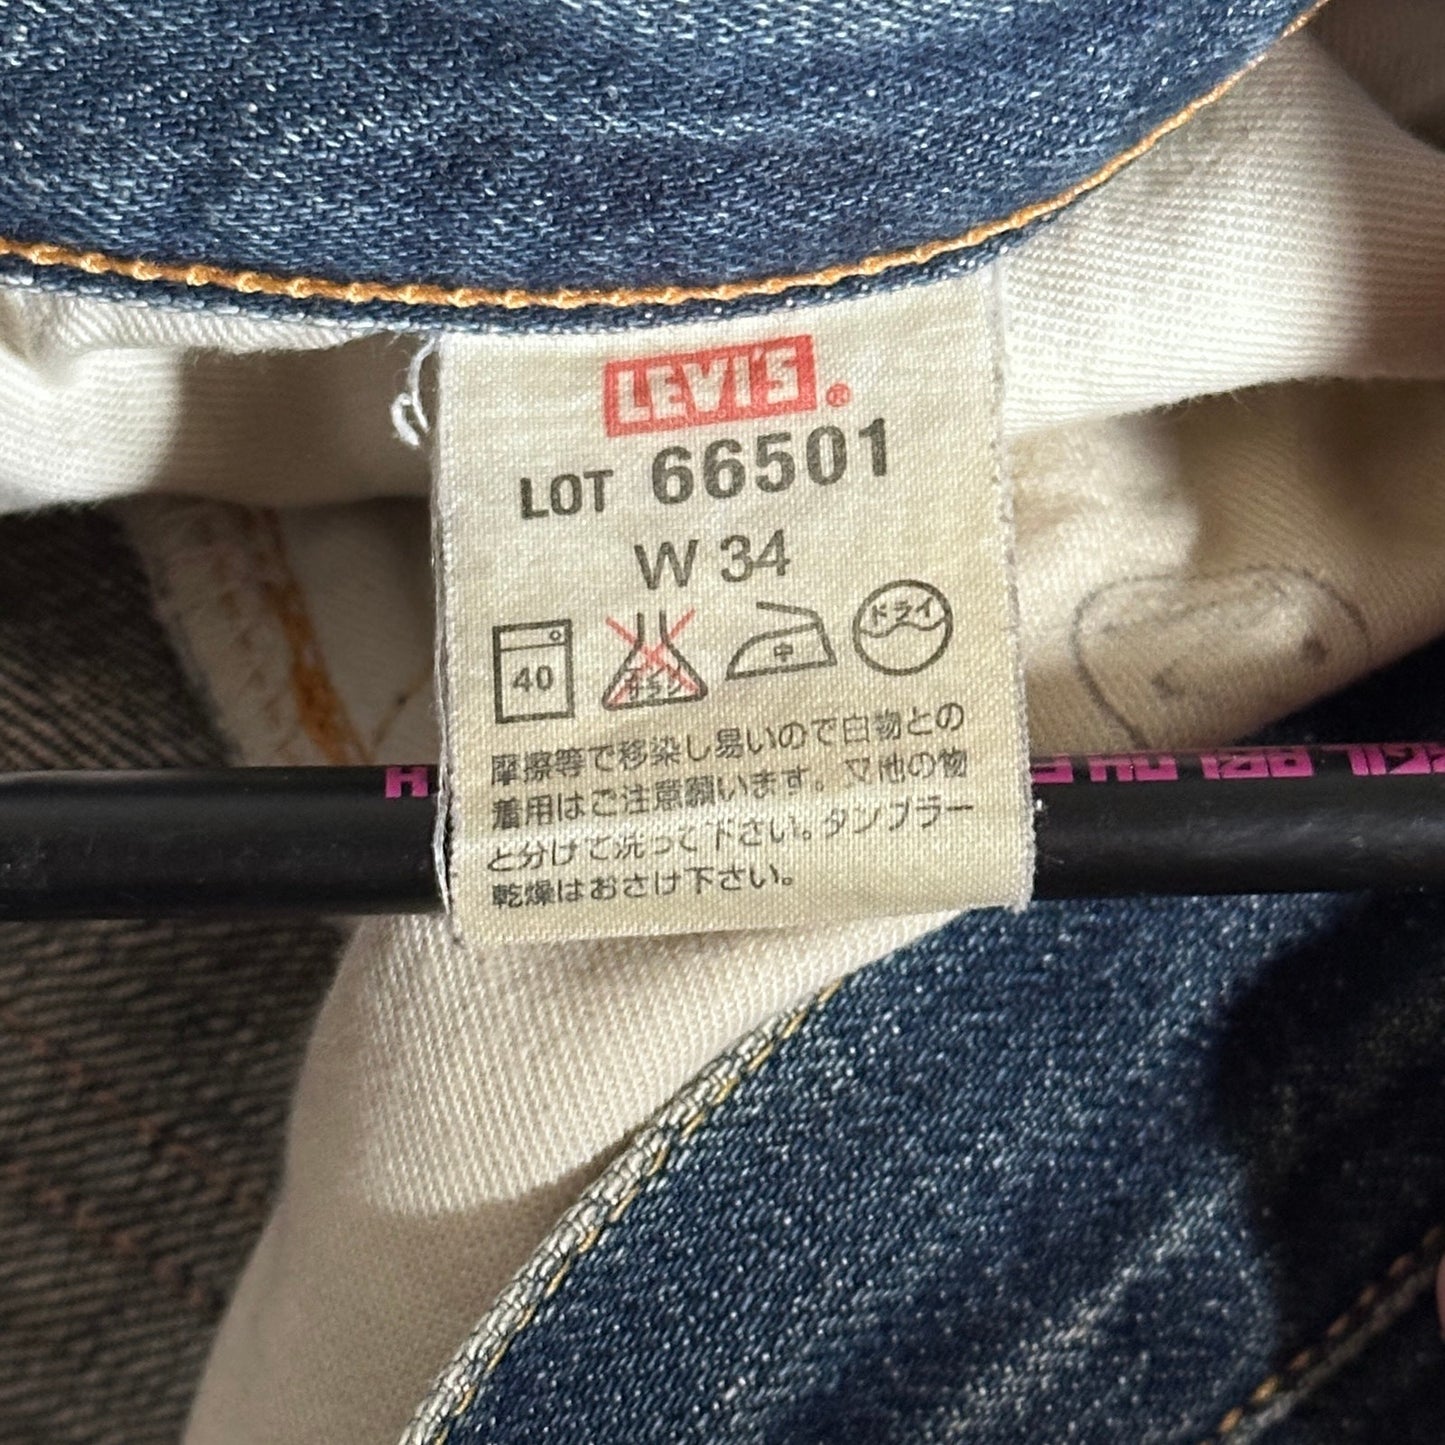 LEVI'S®
LOT 66501
W 34
40
中
ドライ
摩擦等で移染し易いので白物との
着用はご注意願います。又他の物
と分けて洗って下さい。タンブラー
乾燥はおさけ下さい。